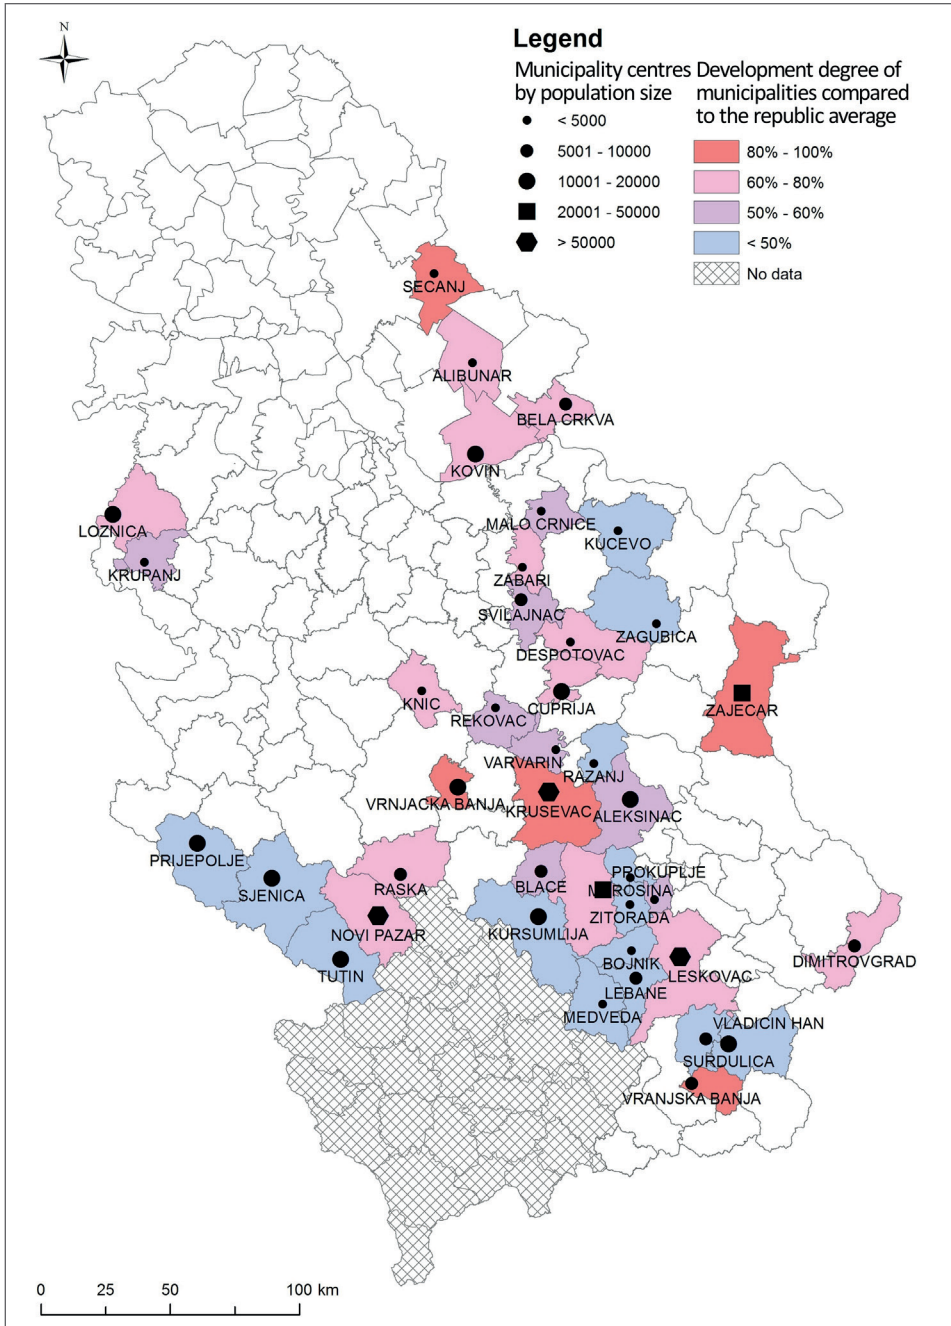 N
Legend
Municipality centres
by population size
< 5000
5001 - 10000
10001 - 20000
20001 - 50000
> 50000
Development degree of
municipalities compared
to the republic average
80% - 100%
60% - 80%
50% - 60%
< 50%
No data
SECANJ
ALIBUNAR
BELA CRKVA
KOVIN
LOZNICA
KRUPANJ
MALO CRNICE
KUCEVO
ZABARI
SVILAJNAC
ZAGUBICA
DESPOTOVAC
KNIC
CUPRIJA
REKOVAC
ZAJECAR
VARVARIN
RAZANJ
VRNJACKA BANJA
KRUSEVAC
ALEKSINAC
PRIJEPOLJE
SJENICA
RASKA
BLACE
PROKUPLJE
MEROSINA
ZITORADA
NOVI PAZAR
KURSUMLIJA
TUTIN
BOJNIK
LESKOVAC
DIMITROVGRAD
LEBANE
MEDVEDA
VLADICIN HAN
SURDULICA
VRANJSKA BANJA
0 25 50 100 km